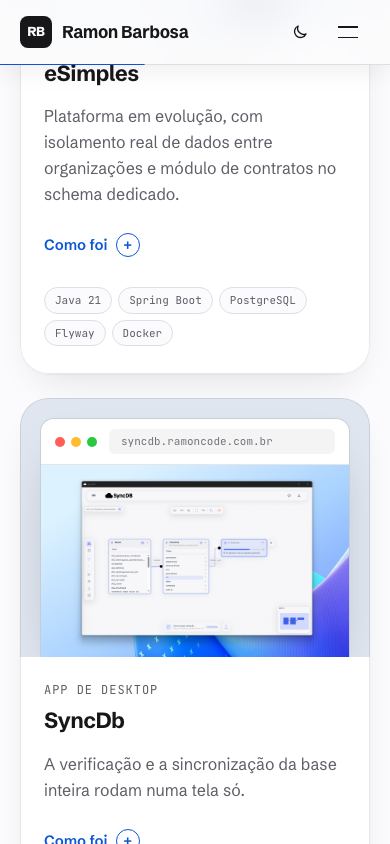 RB Ramon Barbosa
eSimples
Plataforma em evolução, com
isolamento real de dados entre
organizações e módulo de contratos no
schema dedicado.
Como foi +
Java 21 Spring Boot PostgreSQL
Flyway Docker
syncdb.ramoncode.com.br
SyncDB
APP DE DESKTOP
SyncDb
A verificação e a sincronização da base
inteira rodam numa tela só.
Como foi +